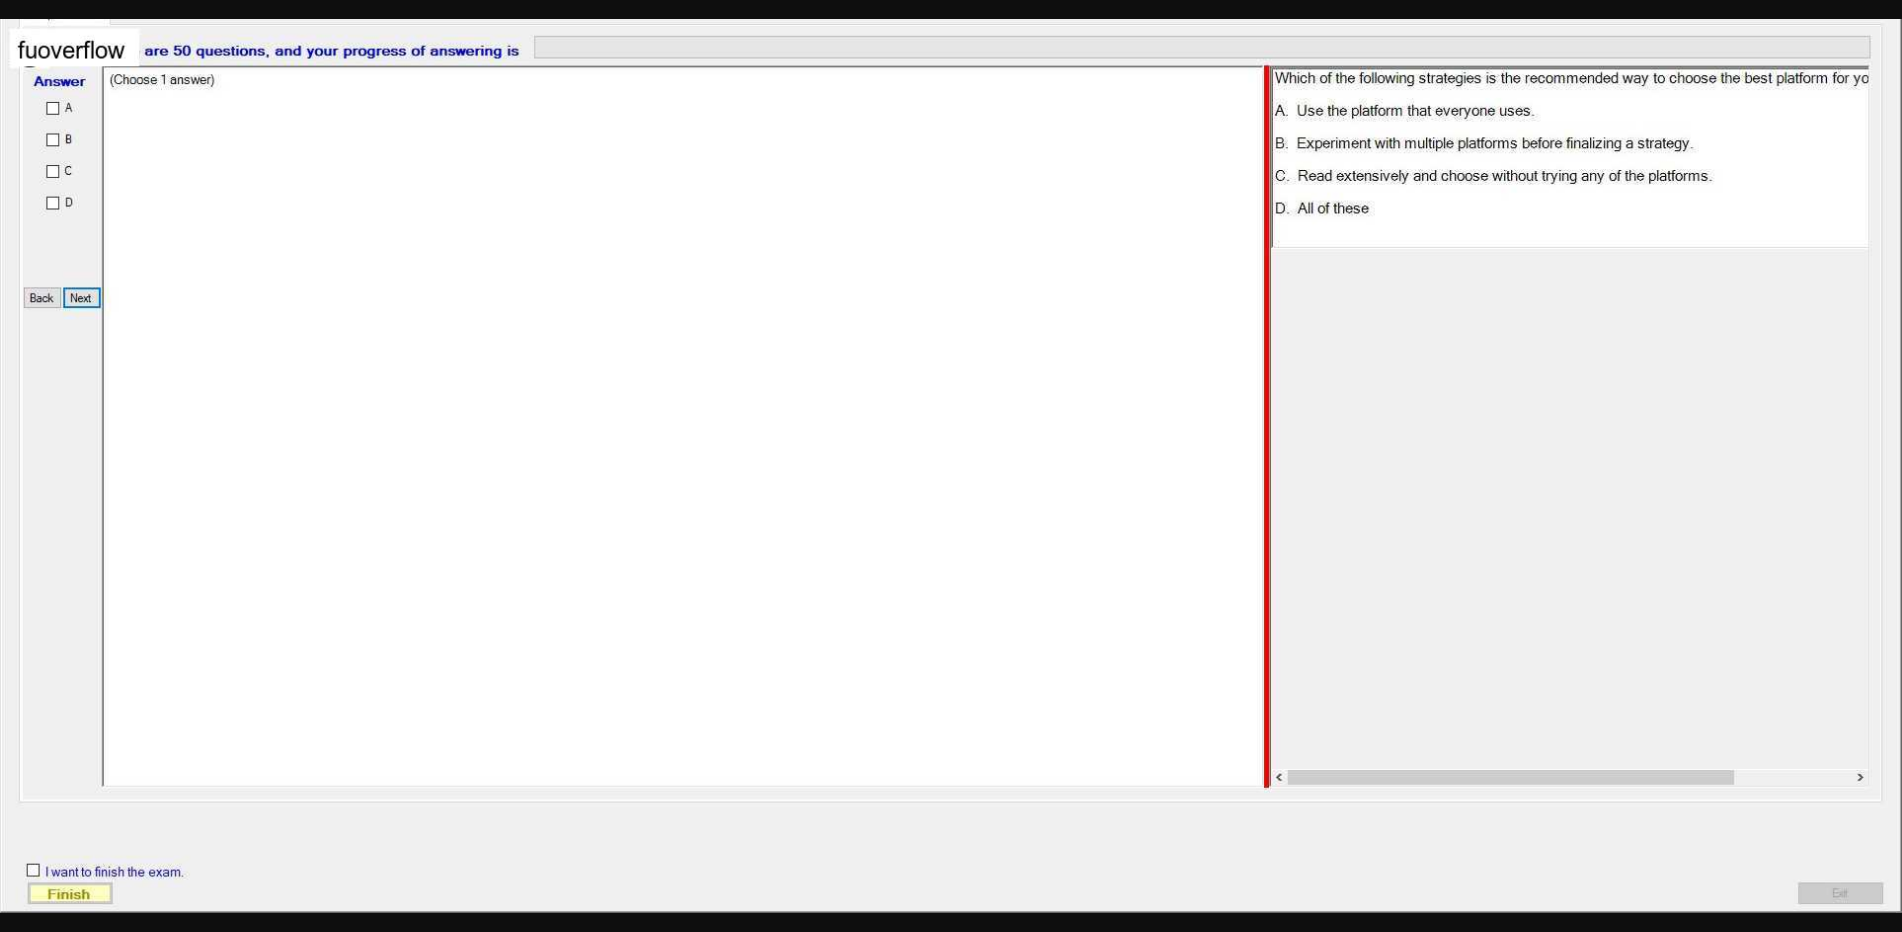 fuoverflow are 50 questions, and your progress of answering is
Answer
A
B
C
D
Back Next
(Choose 1 answer)
Which of the following strategies is the recommended way to choose the best platform for yo
A. Use the platform that everyone uses.
B. Experiment with multiple platforms before finalizing a strategy.
C. Read extensively and choose without trying any of the platforms.
D. All of these
I want to finish the exam.
Finish
Exit